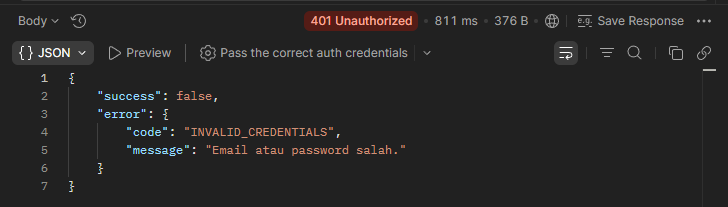 Body 401 Unauthorized • 811 ms • 376 B • e.g. Save Response
{} JSON Preview Pass the correct auth credentials
1 {
2 "success": false,
3 "error": {
4 "code": "INVALID_CREDENTIALS",
5 "message": "Email atau password salah."
6 }
7 }